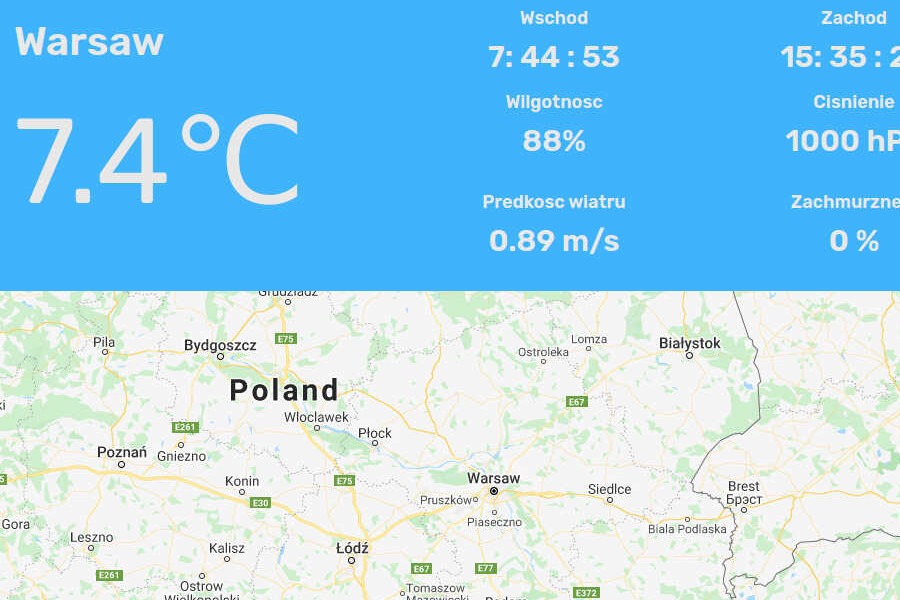 Warsaw
7.4°C
Wschod
7: 44 : 53
Wilgotnosc
88%
Predkosc wiatru
0.89 m/s
Zachod
15: 35 : 2
Cisnienie
1000 hP
Zachmurzne
0 %
Grudziadz
Pila
Bydgoszcz
E75
Lomza
Ostroleka
Białystok
Poland
E67
Wloclawek
E261
Płock
Poznań
Gniezno
Warsaw
Konin
E75
Siedlce
Brest
Брэст
E30
Pruszków
Piaseczno
Biala Podlaska
Gora
Leszno
Kalisz
Łódź
E261
E67
E77
Ostrow
Wielkopolski
Tomaszow
Mazowiecki
Radom
E372